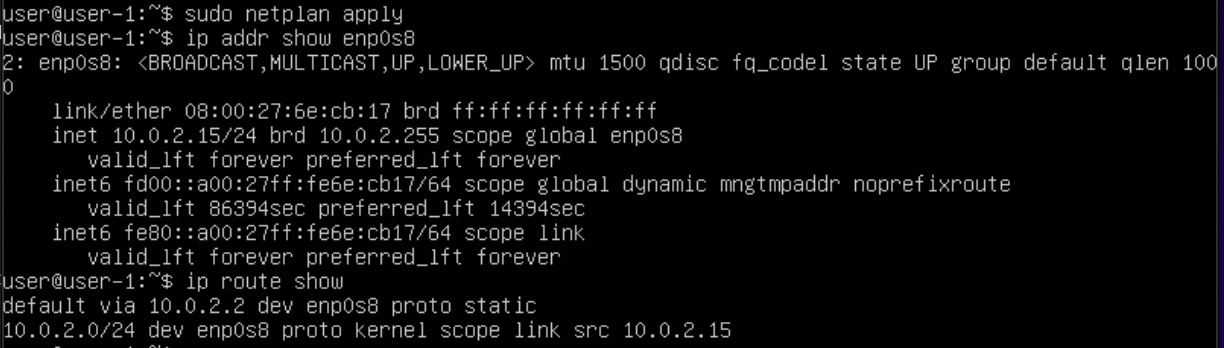 user@user-1:~$ sudo netplan apply
user@user-1:~$ ip addr show enp0s8
2: enp0s8: <BROADCAST,MULTICAST,UP,LOWER_UP> mtu 1500 qdisc fq_codel state UP group default qlen 100
0
    link/ether 08:00:27:6e:cb:17 brd ff:ff:ff:ff:ff:ff
    inet 10.0.2.15/24 brd 10.0.2.255 scope global enp0s8
       valid_lft forever preferred_lft forever
    inet6 fd00::a00:27ff:fe6e:cb17/64 scope global dynamic mngtmpaddr noprefixroute
       valid_lft 86394sec preferred_lft 14394sec
    inet6 fe80::a00:27ff:fe6e:cb17/64 scope link
       valid_lft forever preferred_lft forever
user@user-1:~$ ip route show
default via 10.0.2.2 dev enp0s8 proto static
10.0.2.0/24 dev enp0s8 proto kernel scope link src 10.0.2.15